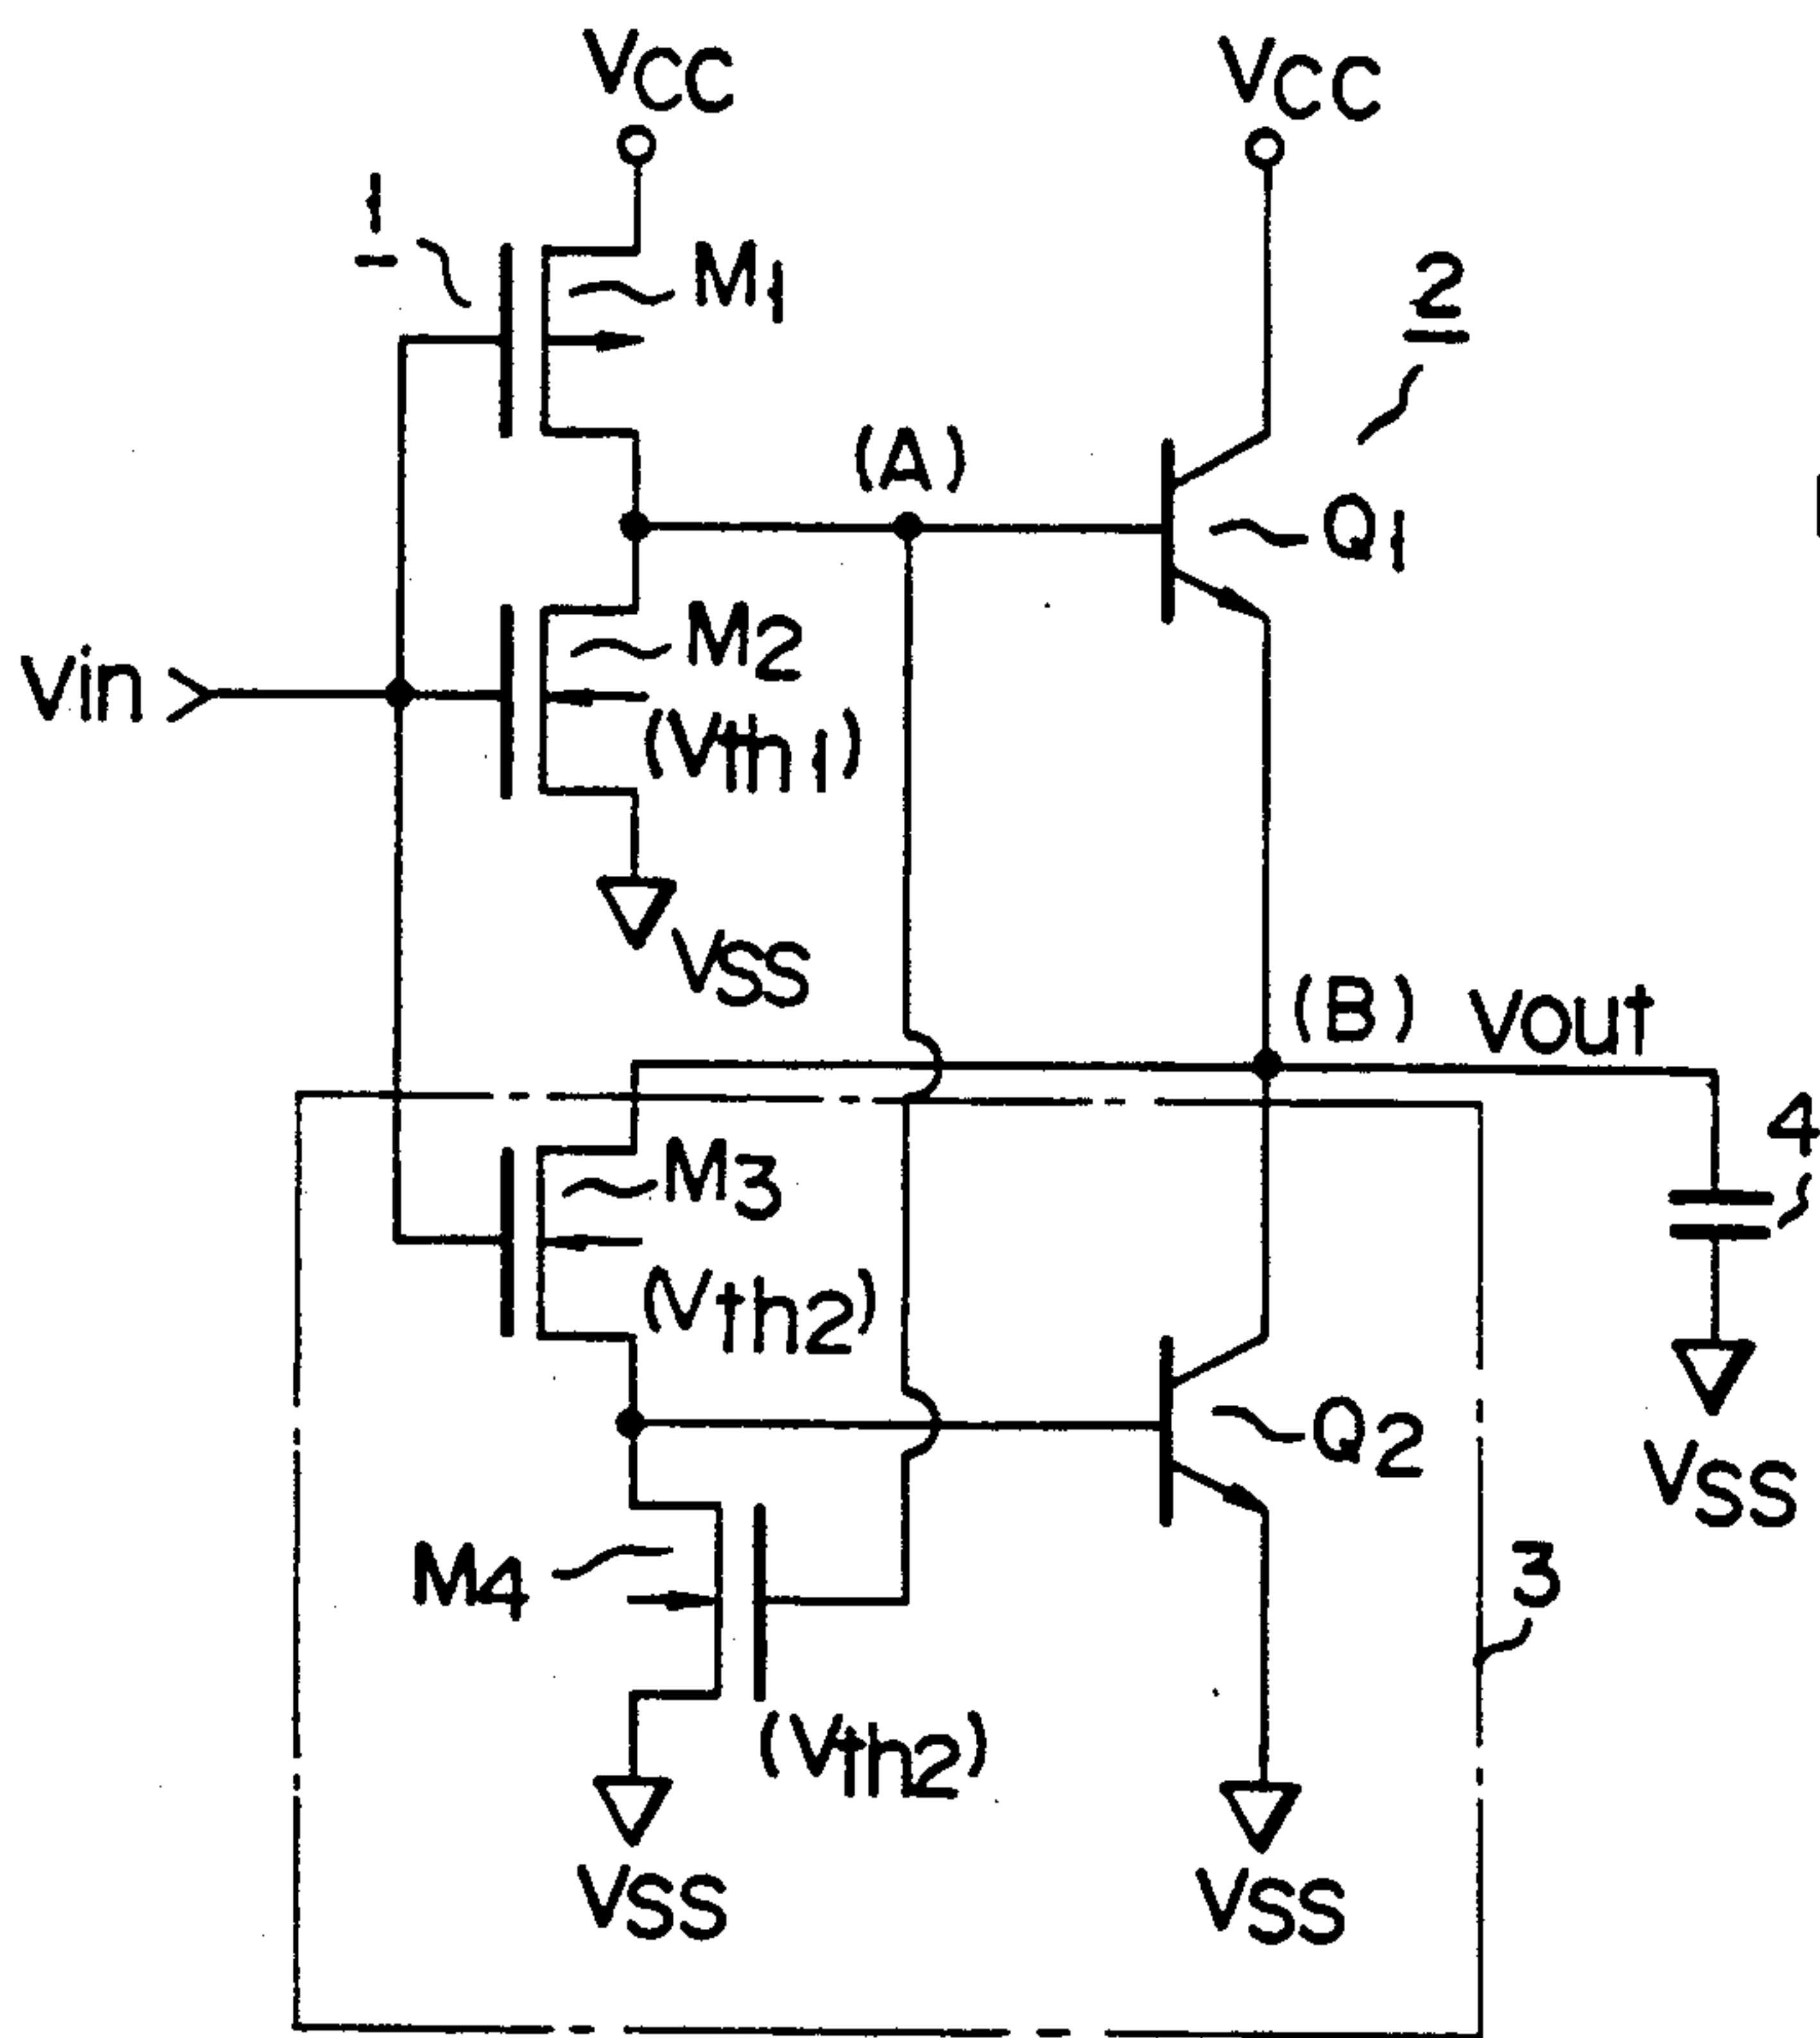 VCC
VCC
1
M1
2
(A)
Q1
M2
Vin
(Vth1)
VSS
(B) Vout
4
M3
(Vth2)
Q2
VSS
M4
3
(Vth2)
VSS
VSS